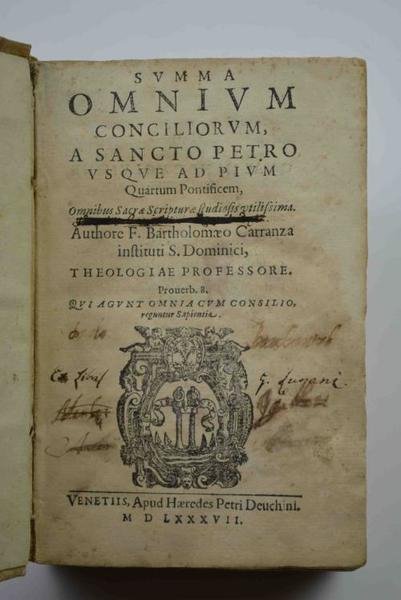 SVMMA
OMNIVM
CONCILIORVM,
A SANCTO PETRO
VSQVE AD PIVM
Quartum Pontificem,
Omnibus Sacræ Scripturæ studiosis vtilissima.
Authore F. Bartholomæo Carranza
instituti S. Dominici,
THEOLOGIAE PROFESSORE.
Prouerb. 8.
QVI AGVNT OMNIA CVM CONSILIO,
reguntur Sapientia.
VENETIIS, Apud Hæredes Petri Deuchini.
M D LXXXVII.